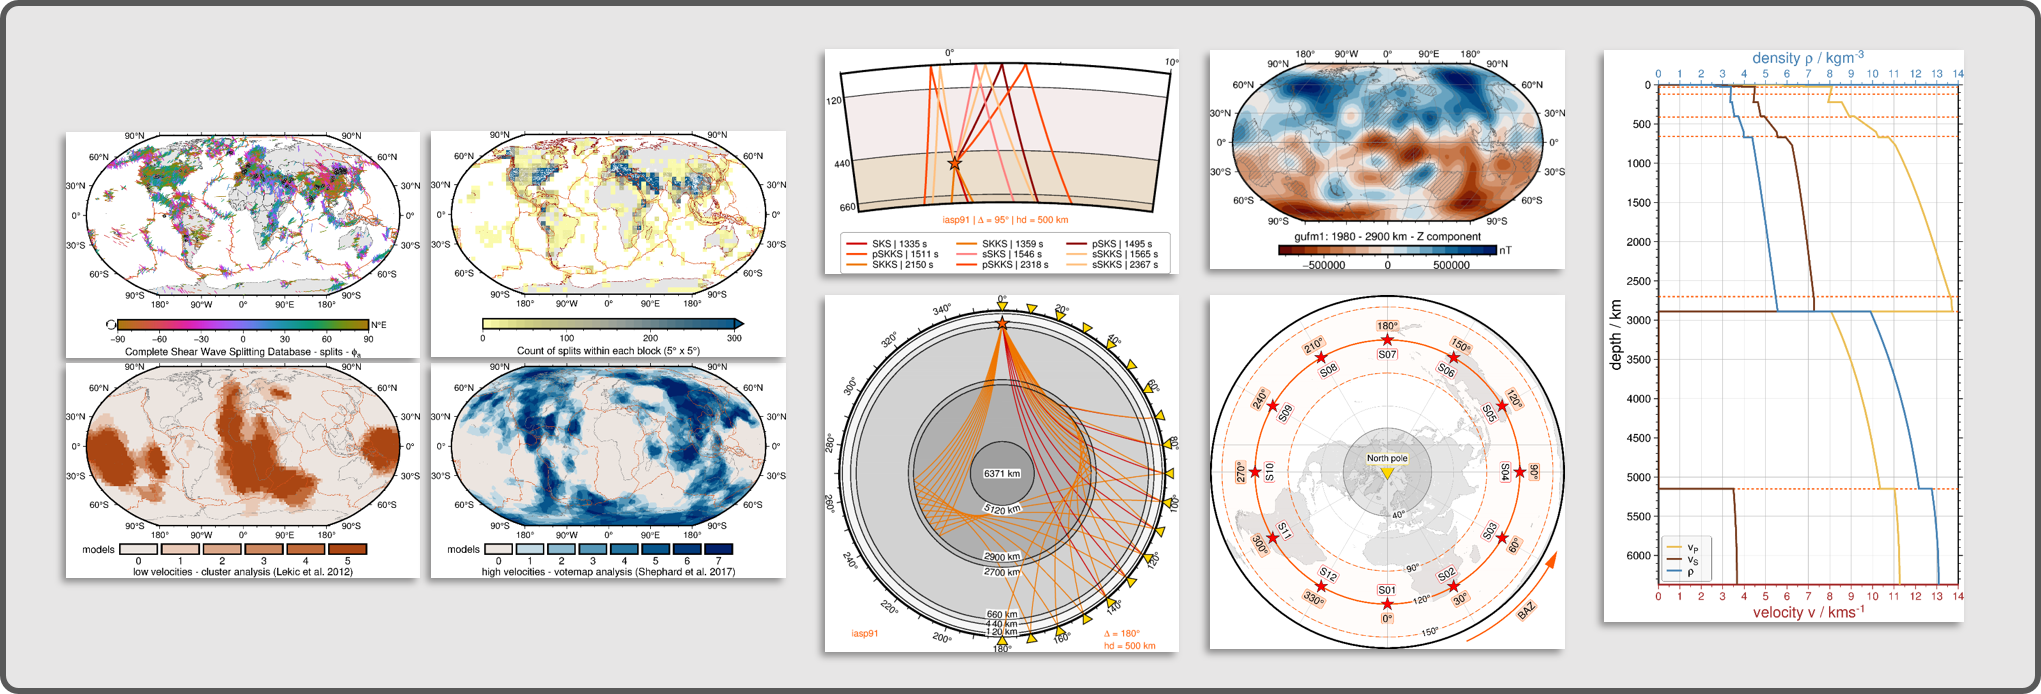 90°N 90°S
60°N 60°N
30°N 30°N
0° 0°
30°S 30°S
60°S 60°S
90°S 90°S
180° 90°W 0° 90°E 180°
N°E
−90 −60 −30 0 30 60 90
Complete Shear Wave Splitting Database - splits - ϕa
90°N 90°S
60°N 60°N
30°N 30°N
0° 0°
30°S 30°S
60°S 60°S
90°S 90°S
180° 90°W 0° 90°E 180°
0 100 200 300
Count of splits within each block (5° x 5°)
60°N 60°N
30°N 30°N
0° 0°
30°S 30°S
60°S 60°S
90°S 90°S
180° 90°W 0° 90°E 180°
models
0 1 2 3 4 5
low velocities - cluster analysis (Lekic et al. 2012)
60°N 60°N
30°N 30°N
0° 0°
30°S 30°S
60°S 60°S
90°S 90°S
180° 90°W 0° 90°E 180°
models
0 1 2 3 4 5 6 7
high velocities - votemap analysis (Shephard et al. 2017)
0° 10°
120
440
660
iasp91 | Δ = 95° | hd = 500 km
SKS | 1335 s SKKS | 1359 s pSKS | 1495 s
pSKKS | 1511 s sSKS | 1546 s sSKKS | 1565 s
SKKS | 2150 s pSKKS | 2318 s sSKKS | 2367 s
0° 20° 40° 60° 80° 100° 120° 140° 160° 180° 200° 220° 240° 260° 280° 300° 320° 340°
6371 km
5120 km
2900 km
2700 km
660 km
440 km
120 km
iasp91
Δ = 180°
hd = 500 km
180° 90°W 0° 90°E 180°
90°N 90°N
60°N 60°N
30°N 30°N
0° 0°
30°S 30°S
60°S 60°S
90°S 90°S
gufm1: 1980 - 2900 km - Z component
nT
−500000 0 500000
180° 150° 120° 90° 60° 30° 0° 330° 300° 270° 240° 210°
S07 S06 S05 S04 S03 S02 S01 S12 S11 S10 S09 S08
North pole
40°
90°
120°
150°
BAZ
density ρ / kgm-3
0 1 2 3 4 5 6 7 8 9 10 11 12 13 14
depth / km
0
500
1000
1500
2000
2500
3000
3500
4000
4500
5000
5500
6000
vP
vS
ρ
0 1 2 3 4 5 6 7 8 9 10 11 12 13 14
velocity v / kms-1